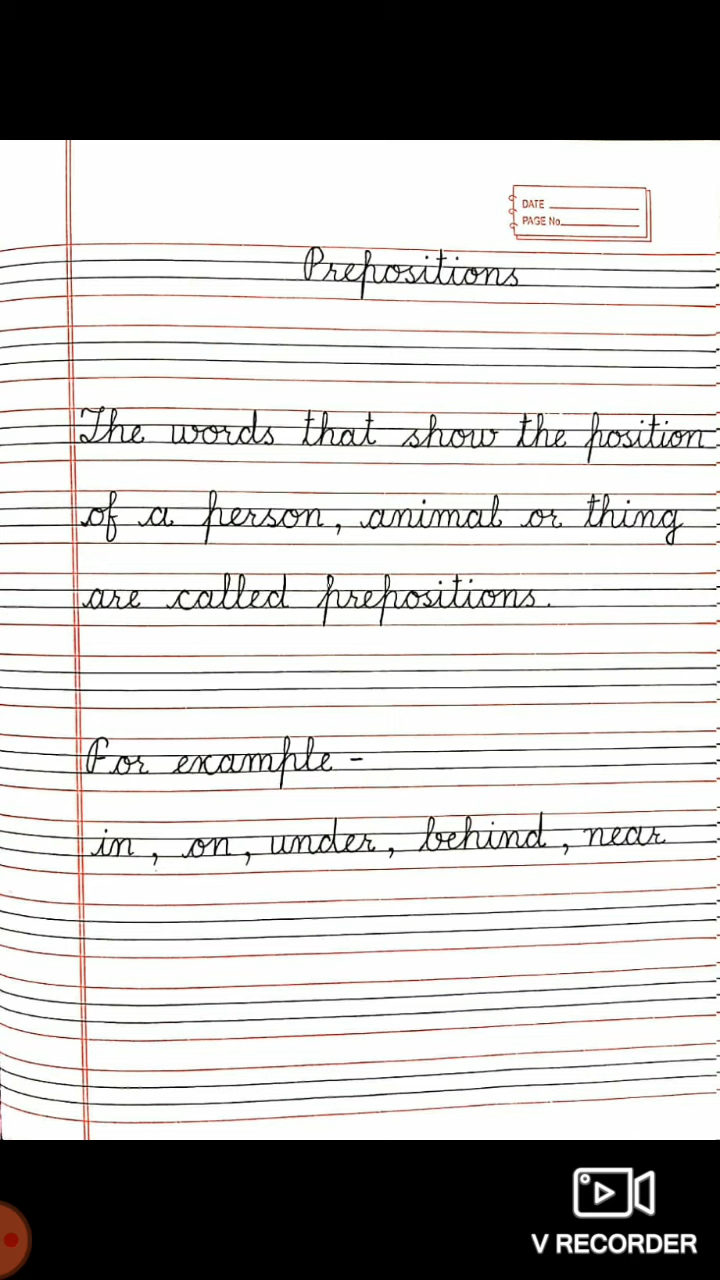 DATE
PAGE No.
Prepositions
The words that show the position
of a person, animal or thing
are called prepositions.
For example -
in, on, under, behind, near
V RECORDER